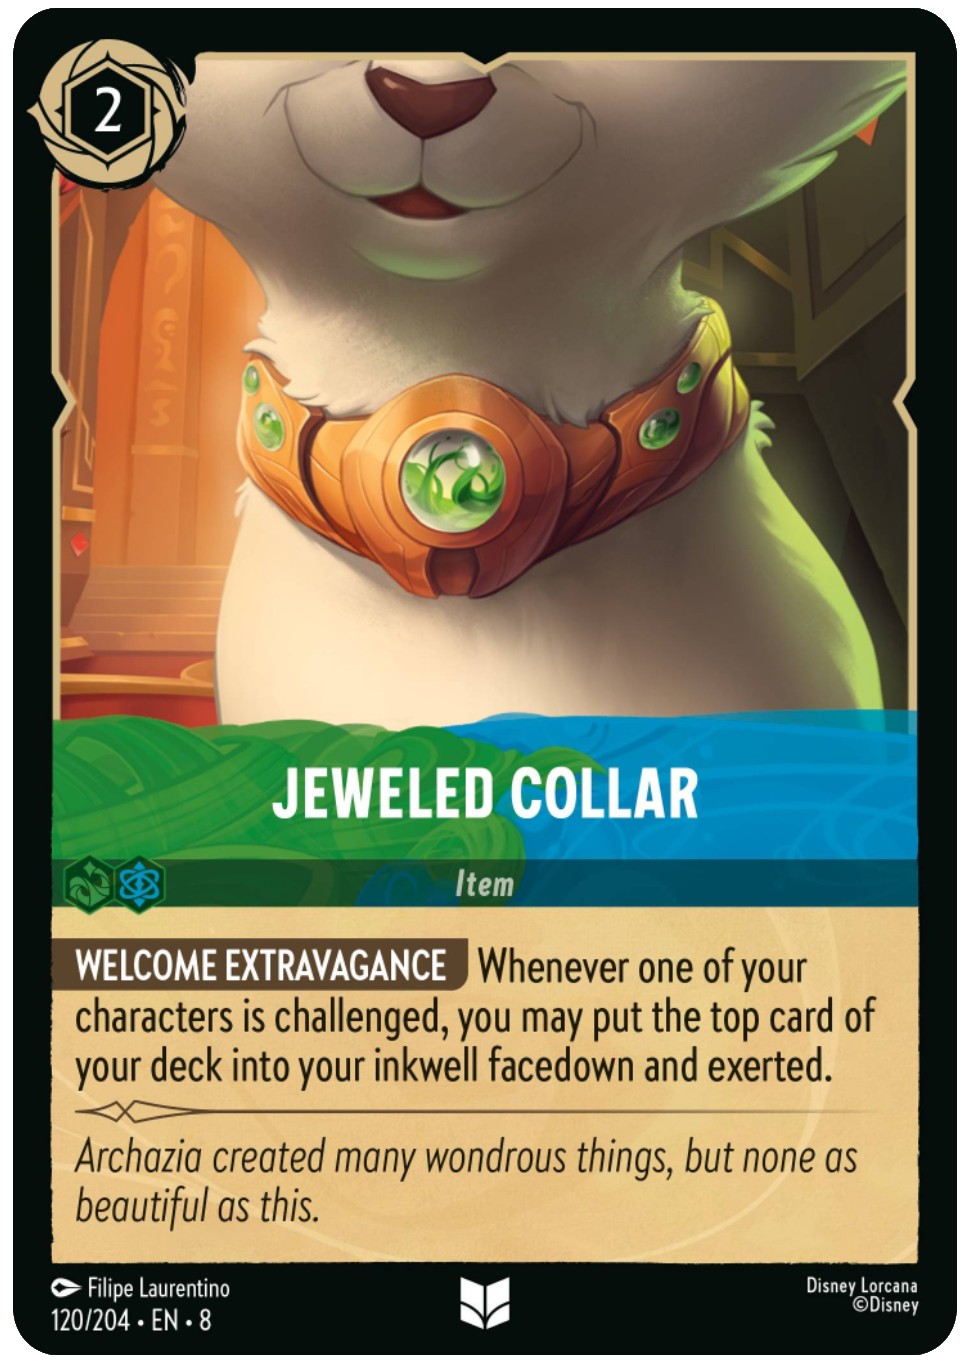 2
JEWELED COLLAR
Item
WELCOME EXTRAVAGANCE Whenever one of your
characters is challenged, you may put the top card of
your deck into your inkwell facedown and exerted.
Archazia created many wondrous things, but none as
beautiful as this.
Filipe Laurentino
120/204 • EN • 8
Disney Lorcana
©Disney